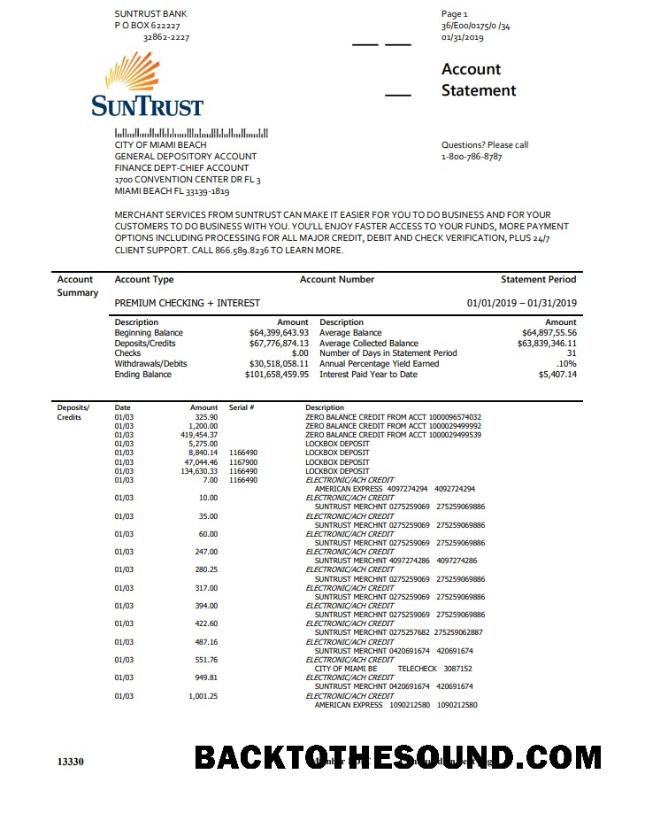 SUNTRUST BANK
P O BOX 622227
32862-2227
Page 1
36/E00/0175/0 /34
01/31/2019
Account
Statement
SUNTRUST
CITY OF MIAMI BEACH
GENERAL DEPOSITORY ACCOUNT
FINANCE DEPT-CHIEF ACCOUNT
1700 CONVENTION CENTER DR FL 3
MIAMI BEACH FL 33139-1819
Questions? Please call
1-800-786-8787
MERCHANT SERVICES FROM SUNTRUST CAN MAKE IT EASIER FOR YOU TO DO BUSINESS AND FOR YOUR
CUSTOMERS TO DO BUSINESS WITH YOU. YOU'LL ENJOY FASTER ACCESS TO YOUR FUNDS, MORE PAYMENT
OPTIONS INCLUDING PROCESSING FOR ALL MAJOR CREDIT, DEBIT AND CHECK VERIFICATION, PLUS 24/7
CLIENT SUPPORT. CALL 866.589.8236 TO LEARN MORE.
Account Summary
Account Type Account Number Statement Period
PREMIUM CHECKING + INTEREST 01/01/2019 – 01/31/2019
Description Amount Description Amount
Beginning Balance $64,399,643.93 Average Balance $64,897,55.56
Deposits/Credits $67,776,874.13 Average Collected Balance $63,839,346.11
Checks $.00 Number of Days in Statement Period 31
Withdrawals/Debits $30,518,058.11 Annual Percentage Yield Earned .10%
Ending Balance $101,658,459.95 Interest Paid Year to Date $5,407.14
Deposits/ Credits
Date Amount Serial # Description
01/03 325.90 ZERO BALANCE CREDIT FROM ACCT 1000096574032
01/03 1,200.00 ZERO BALANCE CREDIT FROM ACCT 1000029499992
01/03 419,454.37 ZERO BALANCE CREDIT FROM ACCT 1000029499539
01/03 5,275.00 LOCKBOX DEPOSIT
01/03 8,840.14 1166490 LOCKBOX DEPOSIT
01/03 47,044.46 1167900 LOCKBOX DEPOSIT
01/03 134,630.33 1166490 LOCKBOX DEPOSIT
01/03 7.00 1166490 ELECTRONIC/ACH CREDIT
AMERICAN EXPRESS 4097274294 4092724294
01/03 10.00 ELECTRONIC/ACH CREDIT
SUNTRUST MERCHNT 0275259069 275259069886
01/03 35.00 ELECTRONIC/ACH CREDIT
SUNTRUST MERCHNT 0275259069 275259069886
01/03 60.00 ELECTRONIC/ACH CREDIT
SUNTRUST MERCHNT 0275259069 275259069886
01/03 247.00 ELECTRONIC/ACH CREDIT
SUNTRUST MERCHNT 4097274286 4097274286
01/03 280.25 ELECTRONIC/ACH CREDIT
SUNTRUST MERCHNT 0275259069 275259069886
01/03 317.00 ELECTRONIC/ACH CREDIT
SUNTRUST MERCHNT 0275259069 275259069886
01/03 394.00 ELECTRONIC/ACH CREDIT
SUNTRUST MERCHNT 0275259069 275259069886
01/03 422.60 ELECTRONIC/ACH CREDIT
SUNTRUST MERCHNT 0275257682 275259062887
01/03 487.16 ELECTRONIC/ACH CREDIT
SUNTRUST MERCHNT 0420691674 420691674
01/03 551.76 ELECTRONIC/ACH CREDIT
CITY OF MIAMI BE TELECHECK 3087152
01/03 949.81 ELECTRONIC/ACH CREDIT
SUNTRUST MERCHNT 0420691674 420691674
01/03 1,001.25 ELECTRONIC/ACH CREDIT
AMERICAN EXPRESS 1090212580 1090212580
13330
BACKTOTHESOUND.COM